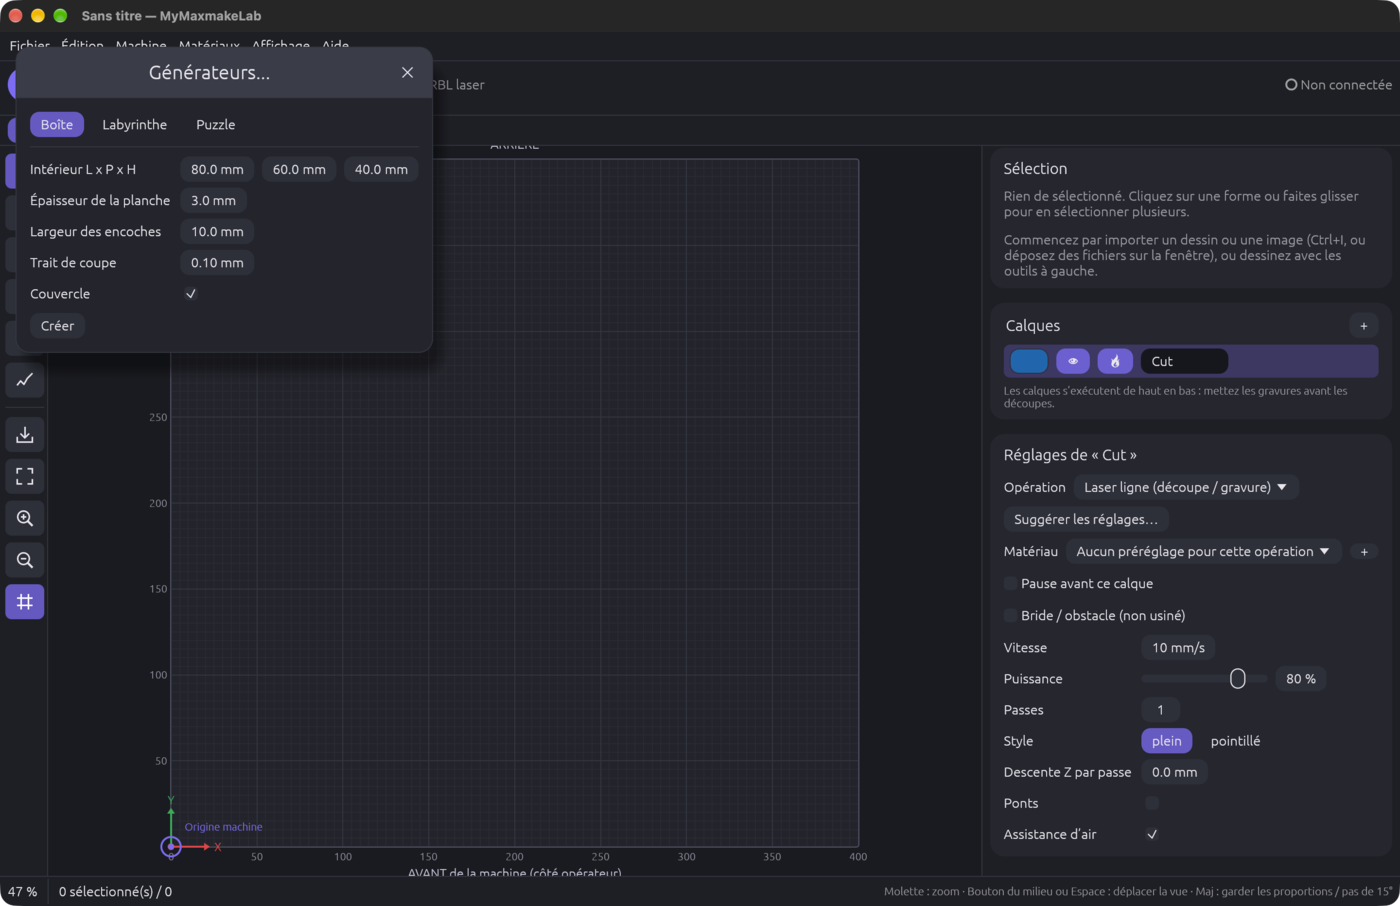 Sans titre — MyMaxmakeLab
Fichier Édition Machine Matériaux Affichage Aide
Générateurs...
RBL laser
Non connectée
Boîte Labyrinthe Puzzle
Intérieur L x P x H 80.0 mm 60.0 mm 40.0 mm
Épaisseur de la planche 3.0 mm
Largeur des encoches 10.0 mm
Trait de coupe 0.10 mm
Couvercle
Créer
ARRIÈRE
250
200
150
100
50
Y
Origine machine
X
0 50 100 150 200 250 300 350 400
AVANT de la machine (côté opérateur)
Sélection
Rien de sélectionné. Cliquez sur une forme ou faites glisser
pour en sélectionner plusieurs.
Commencez par importer un dessin ou une image (Ctrl+I, ou
déposez des fichiers sur la fenêtre), ou dessinez avec les
outils à gauche.
Calques +
Cut
Les calques s'exécutent de haut en bas : mettez les gravures avant les
découpes.
Réglages de « Cut »
Opération Laser ligne (découpe / gravure)
Suggérer les réglages...
Matériau Aucun préréglage pour cette opération +
Pause avant ce calque
Bride / obstacle (non usiné)
Vitesse 10 mm/s
Puissance 80 %
Passes 1
Style plein pointillé
Descente Z par passe 0.0 mm
Ponts
Assistance d'air
47 % 0 sélectionné(s) / 0
Molette : zoom · Bouton du milieu ou Espace : déplacer la vue · Maj : garder les proportions / pas de 15°